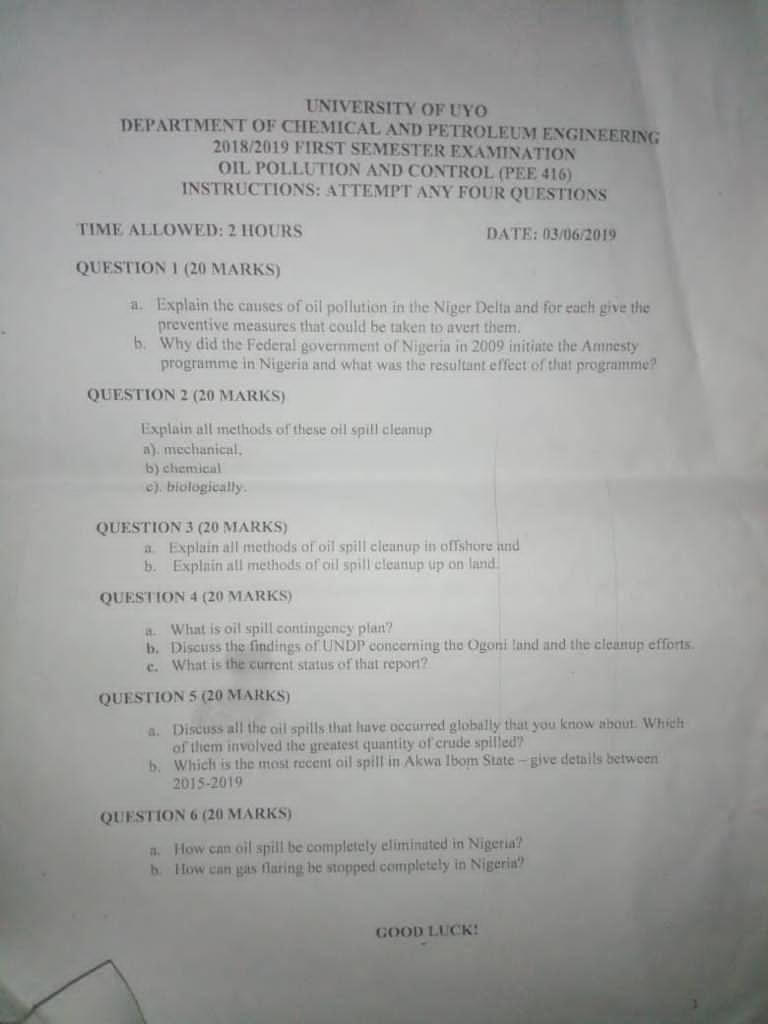 UNIVERSITY OF UYO
DEPARTMENT OF CHEMICAL AND PETROLEUM ENGINEERING
2018/2019 FIRST SEMESTER EXAMINATION
OIL POLLUTION AND CONTROL (PEE 416)
INSTRUCTIONS: ATTEMPT ANY FOUR QUESTIONS
TIME ALLOWED: 2 HOURS DATE: 03/06/2019
QUESTION 1 (20 MARKS)
a. Explain the causes of oil pollution in the Niger Delta and for each give the
preventive measures that could be taken to avert them.
b. Why did the Federal government of Nigeria in 2009 initiate the Amnesty
programme in Nigeria and what was the resultant effect of that programme?
QUESTION 2 (20 MARKS)
Explain all methods of these oil spill cleanup
a). mechanical,
b) chemical
c). biologically.
QUESTION 3 (20 MARKS)
a. Explain all methods of oil spill cleanup in offshore and
b. Explain all methods of oil spill cleanup up on land.
QUESTION 4 (20 MARKS)
a. What is oil spill contingency plan?
b. Discuss the findings of UNDP concerning the Ogoni land and the cleanup efforts.
c. What is the current status of that report?
QUESTION 5 (20 MARKS)
a. Discuss all the oil spills that have occurred globally that you know about. Which
of them involved the greatest quantity of crude spilled?
b. Which is the most recent oil spill in Akwa Ibom State – give details between
2015-2019
QUESTION 6 (20 MARKS)
a. How can oil spill be completely eliminated in Nigeria?
b. How can gas flaring be stopped completely in Nigeria?
GOOD LUCK!
1